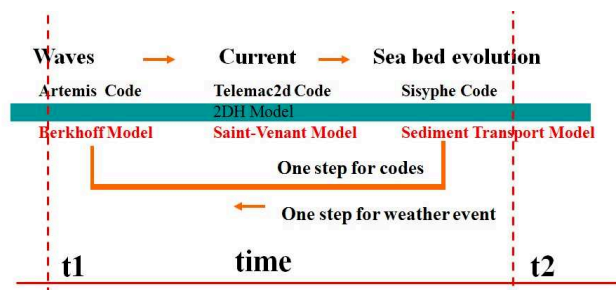 Waves Current Sea bed evolution
Artemis Code Telemac2d Code Sisyphe Code
2DH Model
Berkhoff Model Saint-Venant Model Sediment Transport Model
One step for codes
One step for weather event
t1 time t2